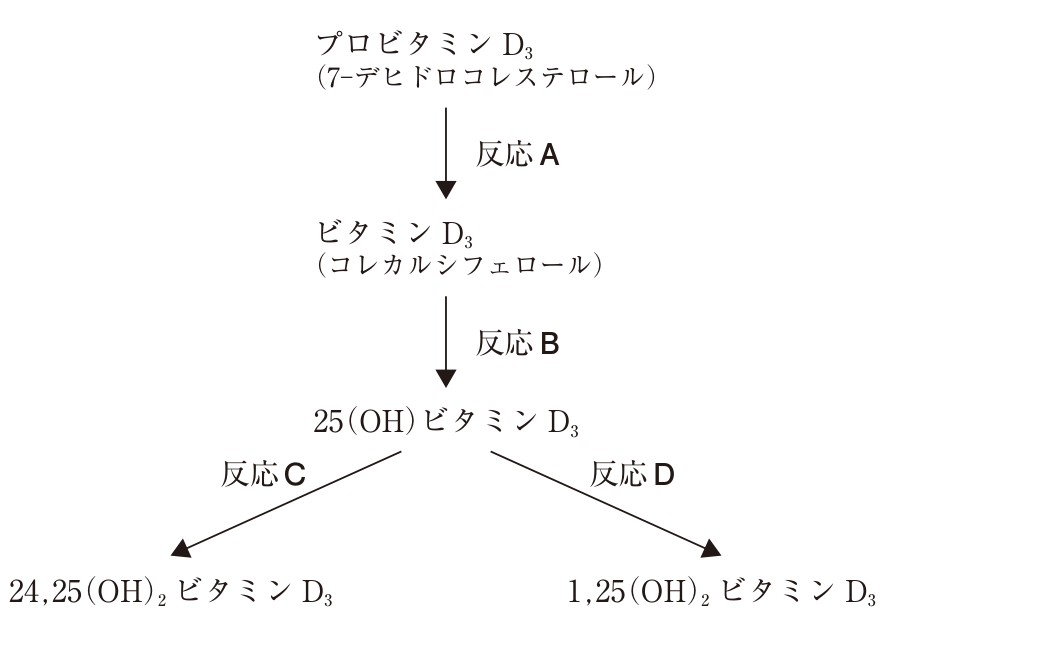 プロビタミン D₃
(7-デヒドロコレステロール)
反応 A
ビタミン D₃
(コレカルシフェロール)
反応 B
25(OH)ビタミン D₃
反応 C
反応 D
24,25(OH)₂ ビタミン D₃
1,25(OH)₂ ビタミン D₃